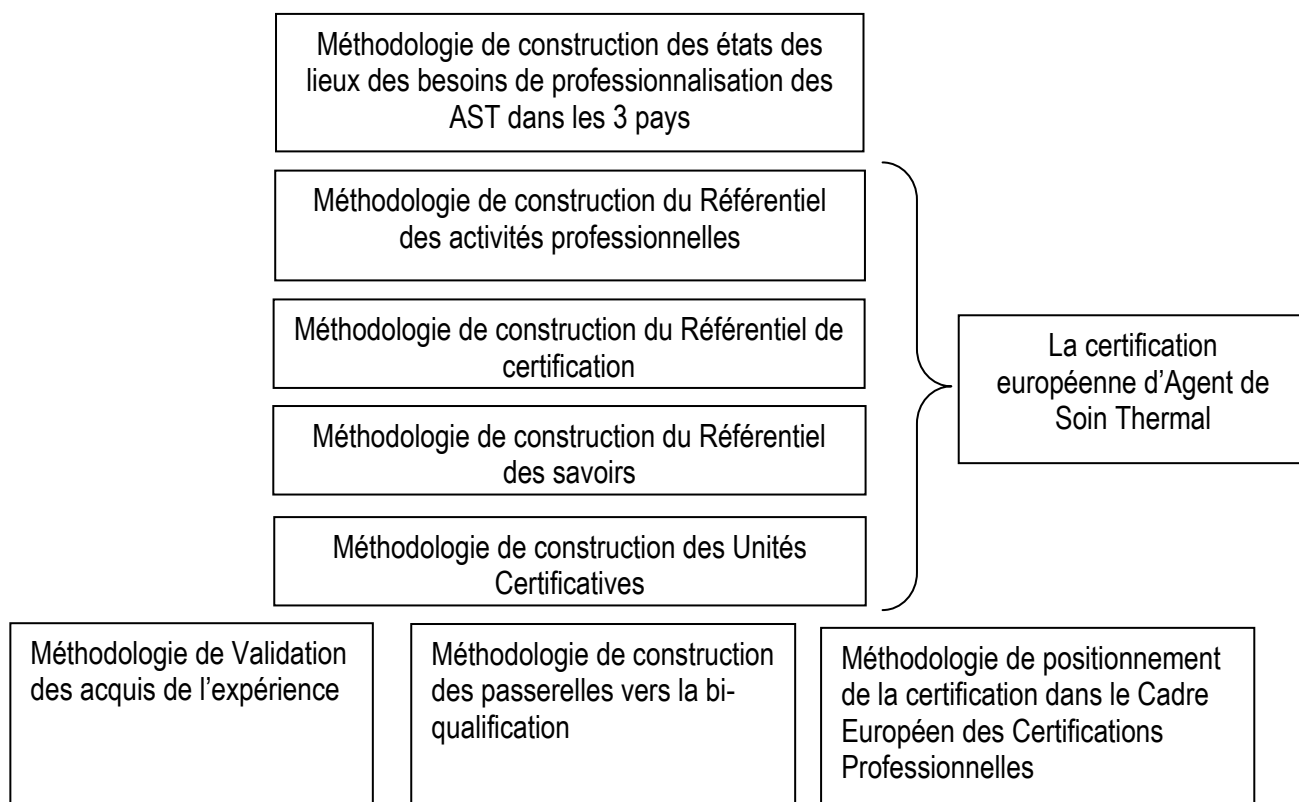 Méthodologie de construction des états des
lieux des besoins de professionnalisation des
AST dans les 3 pays
Méthodologie de construction du Référentiel
des activités professionnelles
Méthodologie de construction du Référentiel de
certification
Méthodologie de construction du Référentiel
des savoirs
Méthodologie de construction des Unités
Certificatives
La certification
européenne d’Agent de
Soin Thermal
Méthodologie de Validation
des acquis de l’expérience
Méthodologie de construction
des passerelles vers la bi-
qualification
Méthodologie de positionnement
de la certification dans le Cadre
Européen des Certifications
Professionnelles